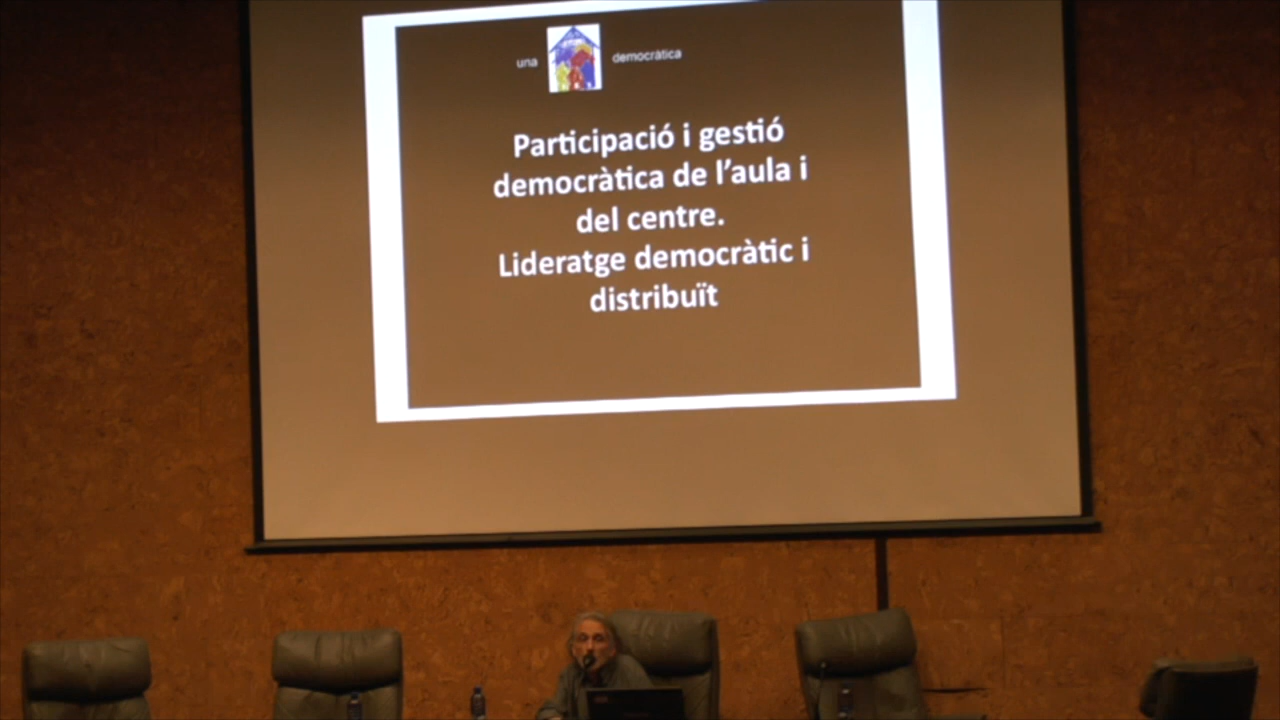 una democràtica
Participació i gestió
democràtica de l'aula i
del centre.
Lideratge democràtic i
distribuït